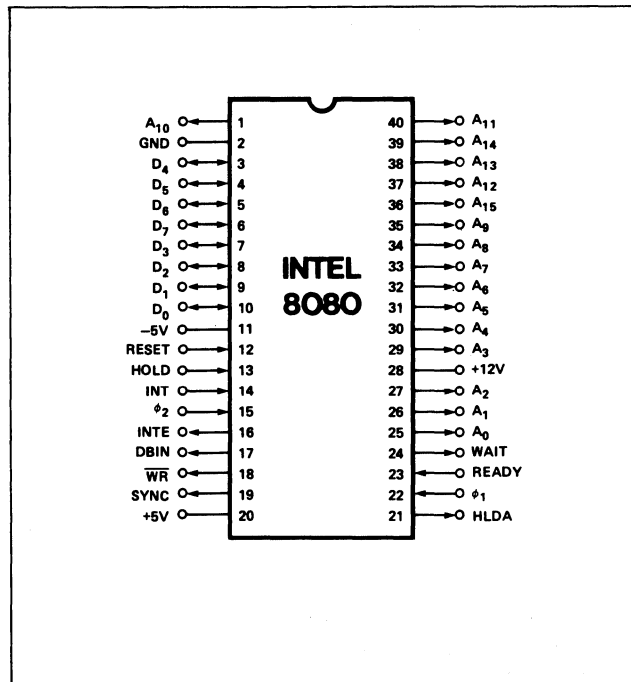 A10 1 40 A11
GND 2 39 A14
D4 3 38 A13
D5 4 37 A12
D6 5 36 A15
D7 6 35 A9
D3 7 34 A8
D2 8 33 A7
D1 9 32 A6
D0 10 31 A5
−5V 11 30 A4
RESET 12 29 A3
HOLD 13 28 +12V
INT 14 27 A2
ϕ2 15 26 A1
INTE 16 25 A0
DBIN 17 24 WAIT
W̅R̅ 18 23 READY
SYNC 19 22 ϕ1
+5V 20 21 HLDA
INTEL
8080